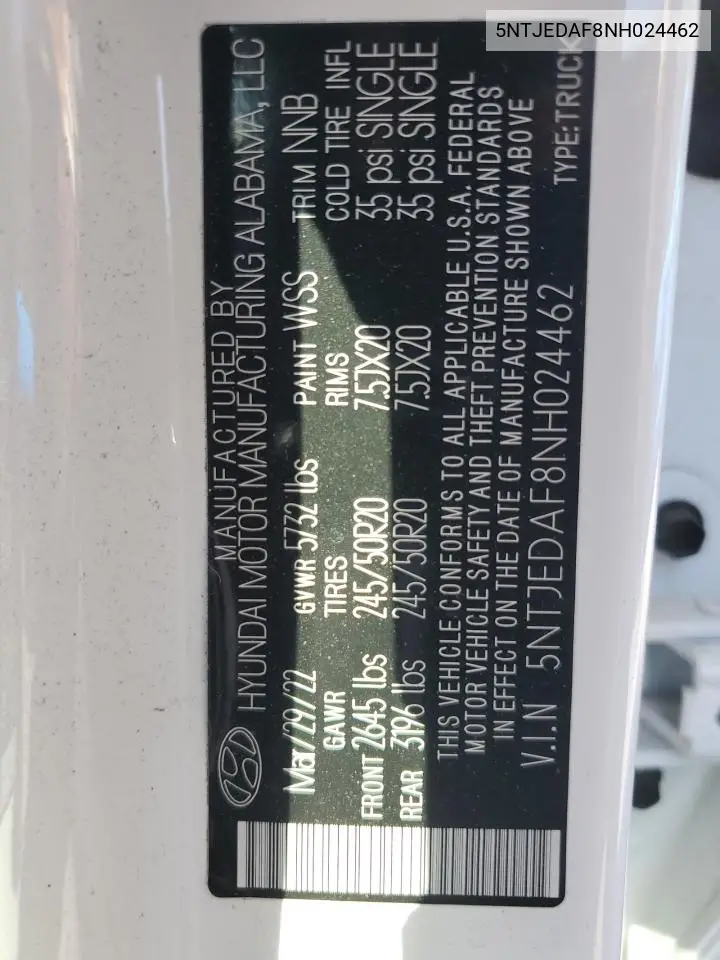 5NTJEDAF8NH024462
MANUFACTURED BY
HYUNDAI MOTOR MANUFACTURING ALABAMA, LLC
Mar/29/22 GVWR 5732 lbs PAINT WSS TRIM NNB
GAWR TIRES RIMS COLD TIRE INFL
FRONT 2645 lbs 245/50R20 7.5JX20 35 psi SINGLE
REAR 3196 lbs 245/50R20 7.5JX20 35 psi SINGLE
THIS VEHICLE CONFORMS TO ALL APPLICABLE U.S.A. FEDERAL
MOTOR VEHICLE SAFETY AND THEFT PREVENTION STANDARDS
IN EFFECT ON THE DATE OF MANUFACTURE SHOWN ABOVE
V.I.N 5NTJEDAF8NH024462 TYPE:TRUCK